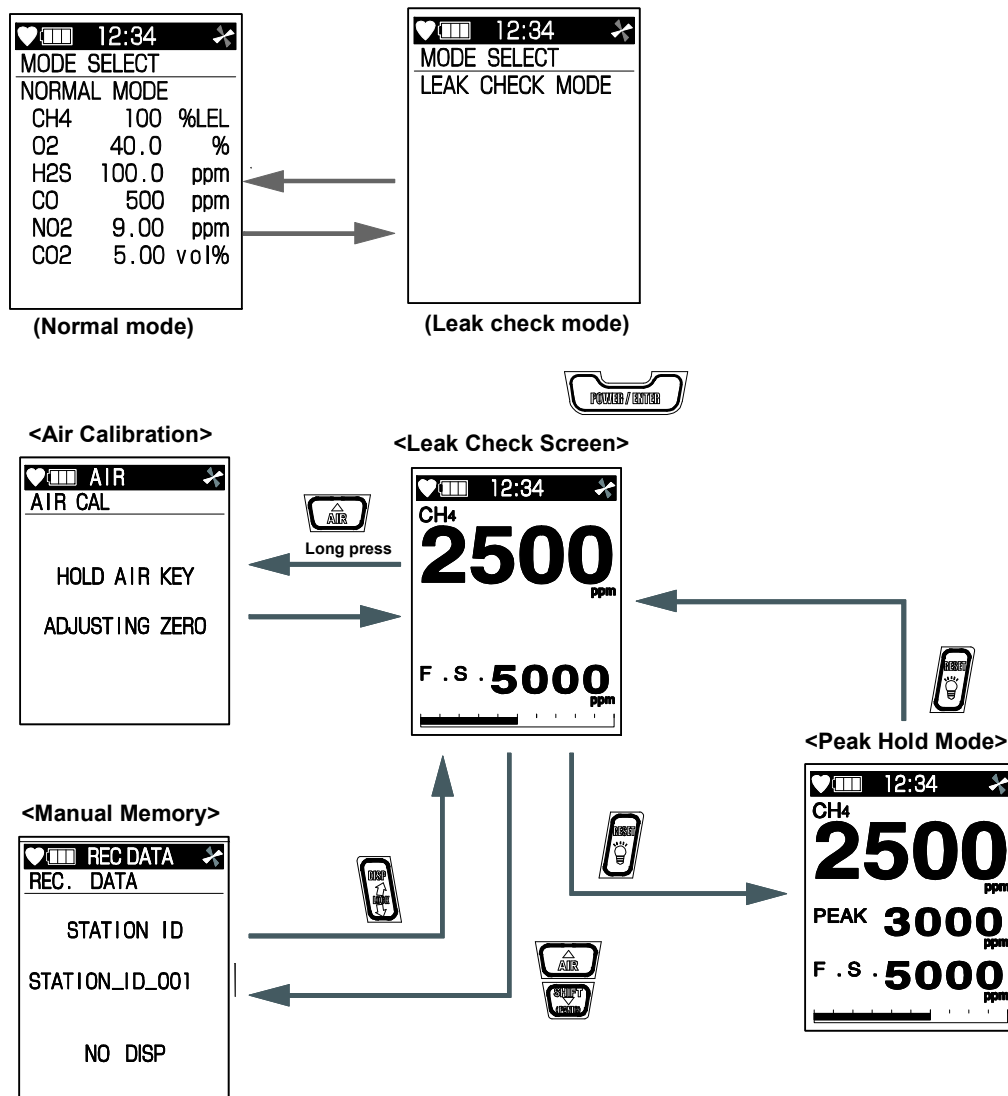 12:34
MODE SELECT
NORMAL MODE
CH4 100 %LEL
O2 40.0 %
H2S 100.0 ppm
CO 500 ppm
NO2 9.00 ppm
CO2 5.00 vol%
(Normal mode)
12:34
MODE SELECT
LEAK CHECK MODE
(Leak check mode)
POWER / ENTER
<Air Calibration>
AIR
AIR CAL
HOLD AIR KEY
ADJUSTING ZERO
AIR
Long press
<Leak Check Screen>
12:34
CH4
2500
ppm
F.S. 5000
ppm
RESET
<Peak Hold Mode>
12:34
CH4
2500
ppm
PEAK 3000
ppm
F.S. 5000
ppm
<Manual Memory>
REC DATA
REC. DATA
STATION ID
STATION_ID_001
NO DISP
DISP
RESET
AIR
SHIFT